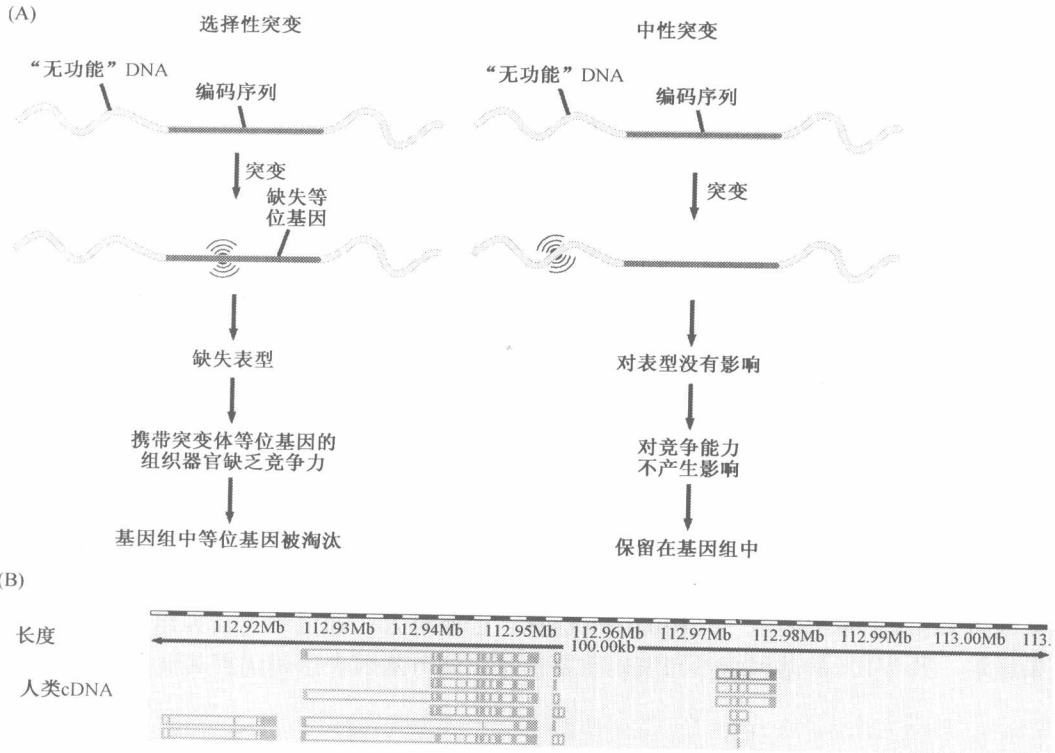 (A)
选择性突变
中性突变
“无功能”DNA
编码序列
“无功能”DNA
编码序列
突变
突变
缺失等
位基因
缺失表型
对表型没有影响
携带突变体等位基因的
组织器官缺乏竞争力
对竞争能力
不产生影响
基因组中等位基因被淘汰
保留在基因组中
(B)
长度
112.92Mb 112.93Mb 112.94Mb 112.95Mb 112.96Mb 112.97Mb 112.98Mb 112.99Mb 113.00Mb 113.
100.00kb
人类cDNA